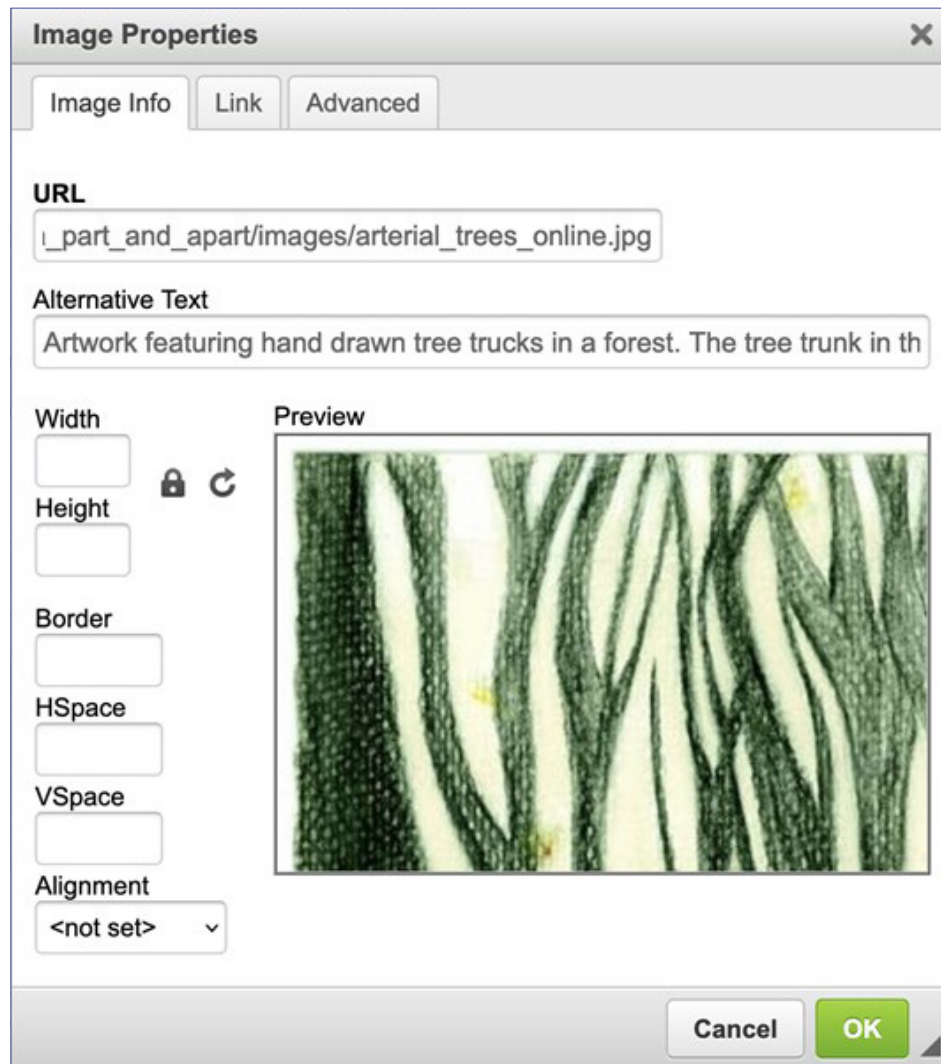 Image Properties
Image Info Link Advanced
URL
_part_and_apart/images/arterial_trees_online.jpg
Alternative Text
Artwork featuring hand drawn tree trucks in a forest. The tree trunk in th
Width
Preview
Height
Border
HSpace
VSpace
Alignment
<not set>
Cancel OK